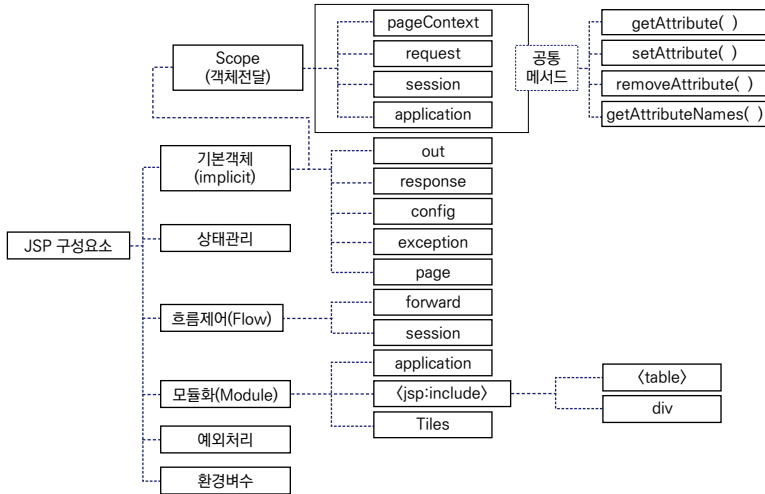 pageContext
request
session
application
Scope
(객체전달)
공통
메서드
getAttribute( )
setAttribute( )
removeAttribute( )
getAttributeNames( )
기본객체
(implicit)
out
response
config
exception
page
JSP 구성요소
상태관리
흐름제어(Flow)
forward
session
모듈화(Module)
application
〈jsp:include〉
Tiles
〈table〉
div
예외처리
환경벼수